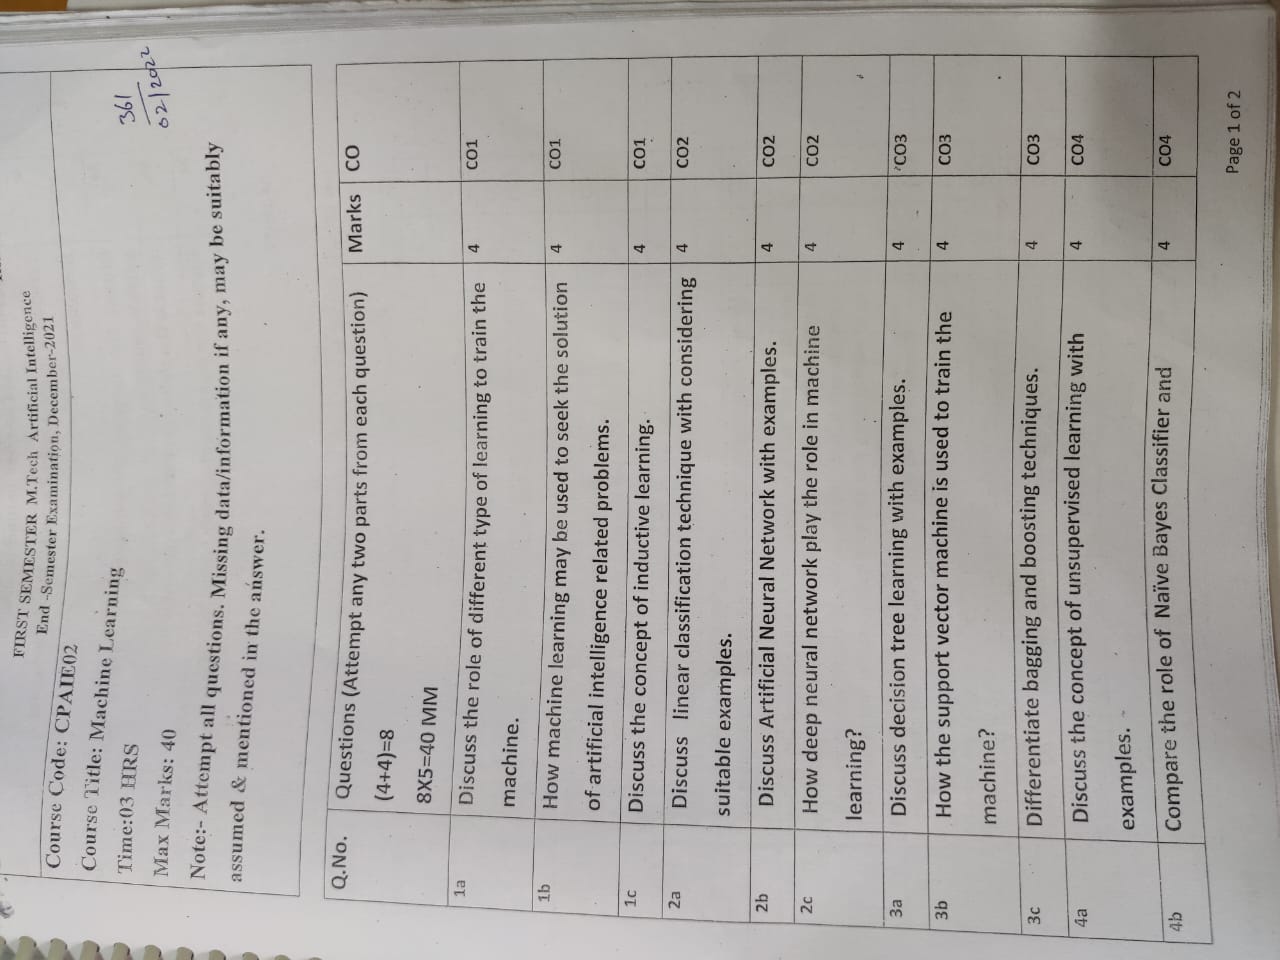 FIRST SEMESTER M.Tech Artificial Intelligence
End -Semester Examination, December-2021
Course Code: CPAIE02
Course Title: Machine Learning
Time:03 HRS
Max Marks: 40
361
02/2022
Note:- Attempt all questions. Missing data/information if any, may be suitably
assumed & mentioned in the answer.
Q.No. Questions (Attempt any two parts from each question) Marks CO
(4+4)=8
8X5=40 MM
1a Discuss the role of different type of learning to train the 4 CO1
machine.
1b How machine learning may be used to seek the solution 4 CO1
of artificial intelligence related problems.
1c Discuss the concept of inductive learning. 4 CO1
2a Discuss linear classification technique with considering 4 CO2
suitable examples.
2b Discuss Artificial Neural Network with examples. 4 CO2
2c How deep neural network play the role in machine 4 CO2
learning?
3a Discuss decision tree learning with examples. 4 CO3
3b How the support vector machine is used to train the 4 CO3
machine?
3c Differentiate bagging and boosting techniques. 4 CO3
4a Discuss the concept of unsupervised learning with 4 CO4
examples.
4b Compare the role of Naïve Bayes Classifier and 4 CO4
Page 1 of 2